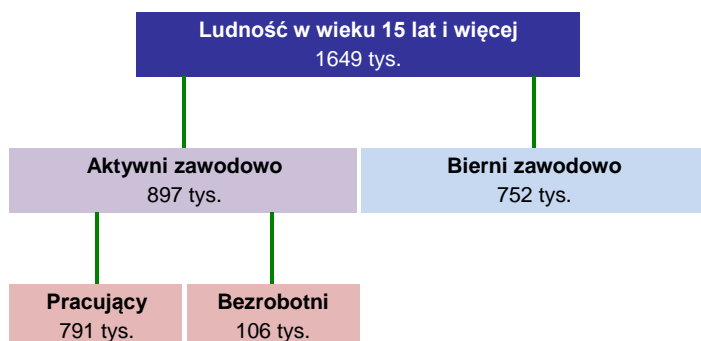 Ludność w wieku 15 lat i więcej
1649 tys.
Aktywni zawodowo
897 tys.
Bierni zawodowo
752 tys.
Pracujący
791 tys.
Bezrobotni
106 tys.